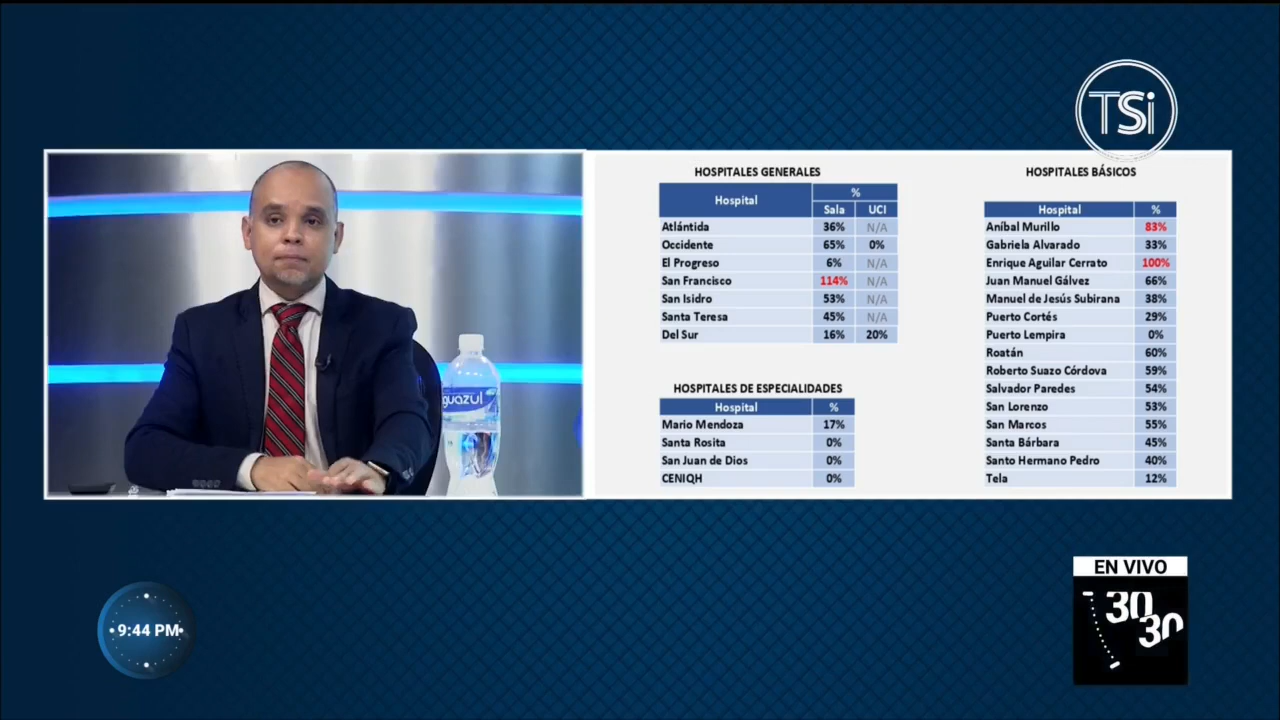 TSi
HOSPITALES GENERALES
Hospital %
Sala UCI
Atlántida 36% N/A
Occidente 65% 0%
El Progreso 6% N/A
San Francisco 114% N/A
San Isidro 53% N/A
Santa Teresa 45% N/A
Del Sur 16% 20%
HOSPITALES DE ESPECIALIDADES
Hospital %
Mario Mendoza 17%
Santa Rosita 0%
San Juan de Dios 0%
CENIQH 0%
HOSPITALES BÁSICOS
Hospital %
Aníbal Murillo 83%
Gabriela Alvarado 33%
Enrique Aguilar Cerrato 100%
Juan Manuel Gálvez 66%
Manuel de Jesús Subirana 38%
Puerto Cortés 29%
Puerto Lempira 0%
Roatán 60%
Roberto Suazo Córdova 59%
Salvador Paredes 54%
San Lorenzo 53%
San Marcos 55%
Santa Bárbara 45%
Santo Hermano Pedro 40%
Tela 12%
guazul
9:44 PM
EN VIVO
30
30